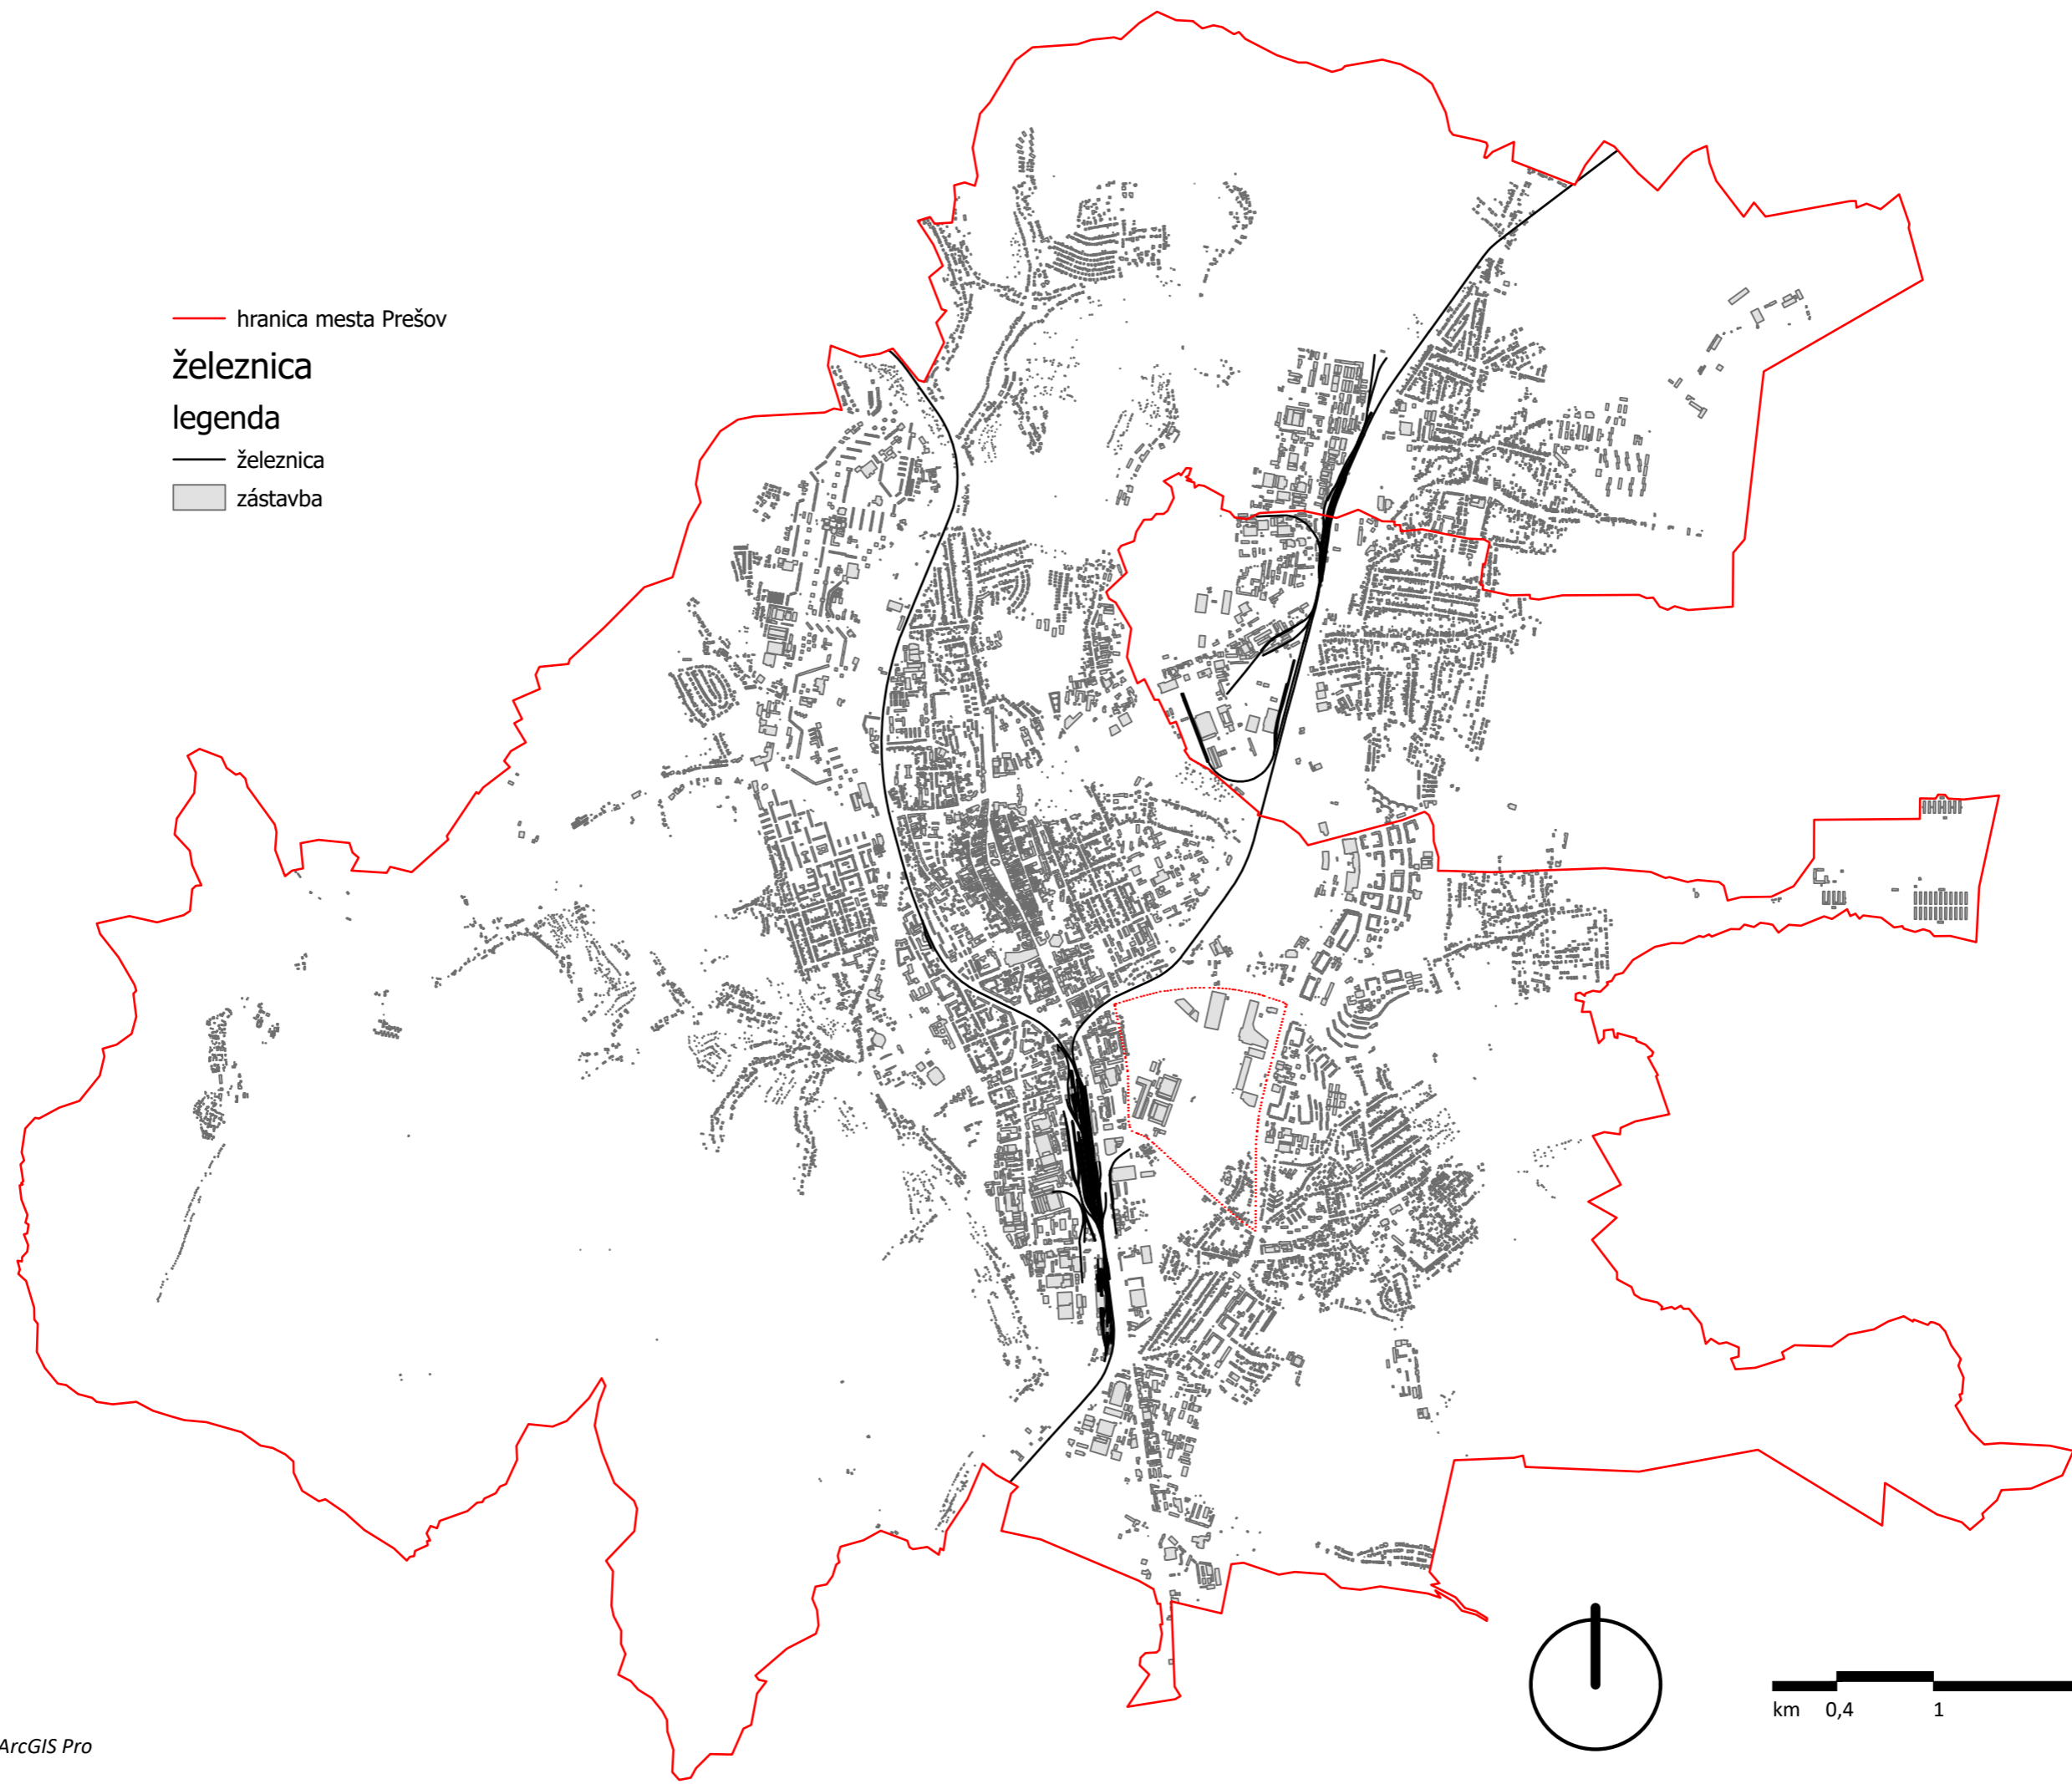 hranica mesta Prešov
železnica
legenda
železnica
zástavba
km 0,4 1
ArcGIS Pro